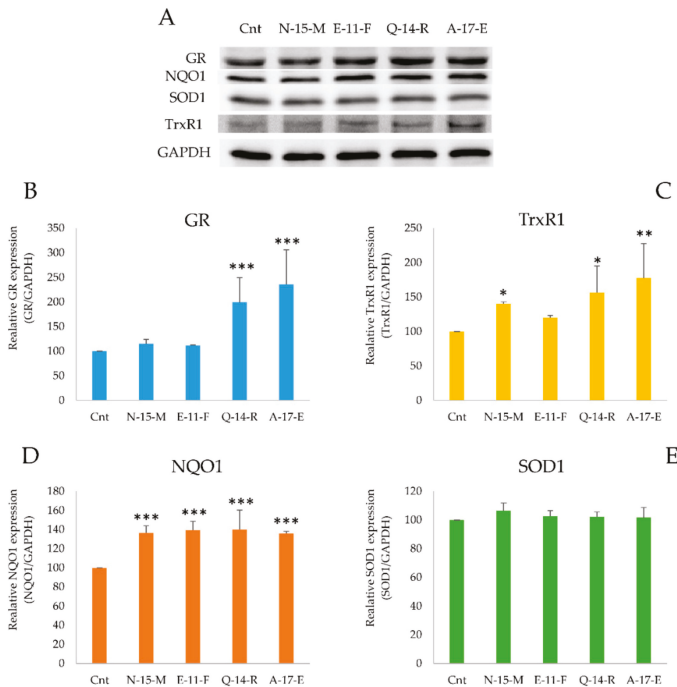 A
Cnt N-15-M E-11-F Q-14-R A-17-E
GR
NQO1
SOD1
TrxR1
GAPDH
B
GR
Realative GR expression
(GR/GAPDH)
350
300
250
200
150
100
50
0
*** ***
Cnt N-15-M E-11-F Q-14-R A-17-E
C
TrxR1
Realative TrxR1 expression
(TrxR1/GAPDH)
250
200
150
100
50
0
* * **
Cnt N-15-M E-11-F Q-14-R A-17-E
D
NQO1
Realative NQO1 expression
(NQO1/GAPDH)
180
160
140
120
100
80
60
40
20
0
*** *** *** ***
Cnt N-15-M E-11-F Q-14-R A-17-E
E
SOD1
Realative SOD1 expression
(SOD1/GAPDH)
120
100
80
60
40
20
0
Cnt N-15-M E-11-F Q-14-R A-17-E